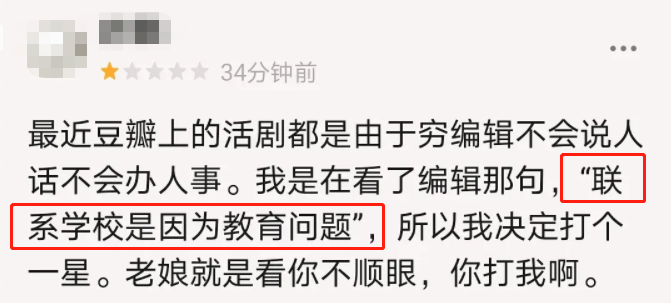 34分钟前
最近豆瓣上的活剧都是由于穷编辑不会说人
话不会办人事。我是在看了编辑那句，“联
系学校是因为教育问题”，所以我决定打个
一星。老娘就是看你不顺眼，你打我啊。